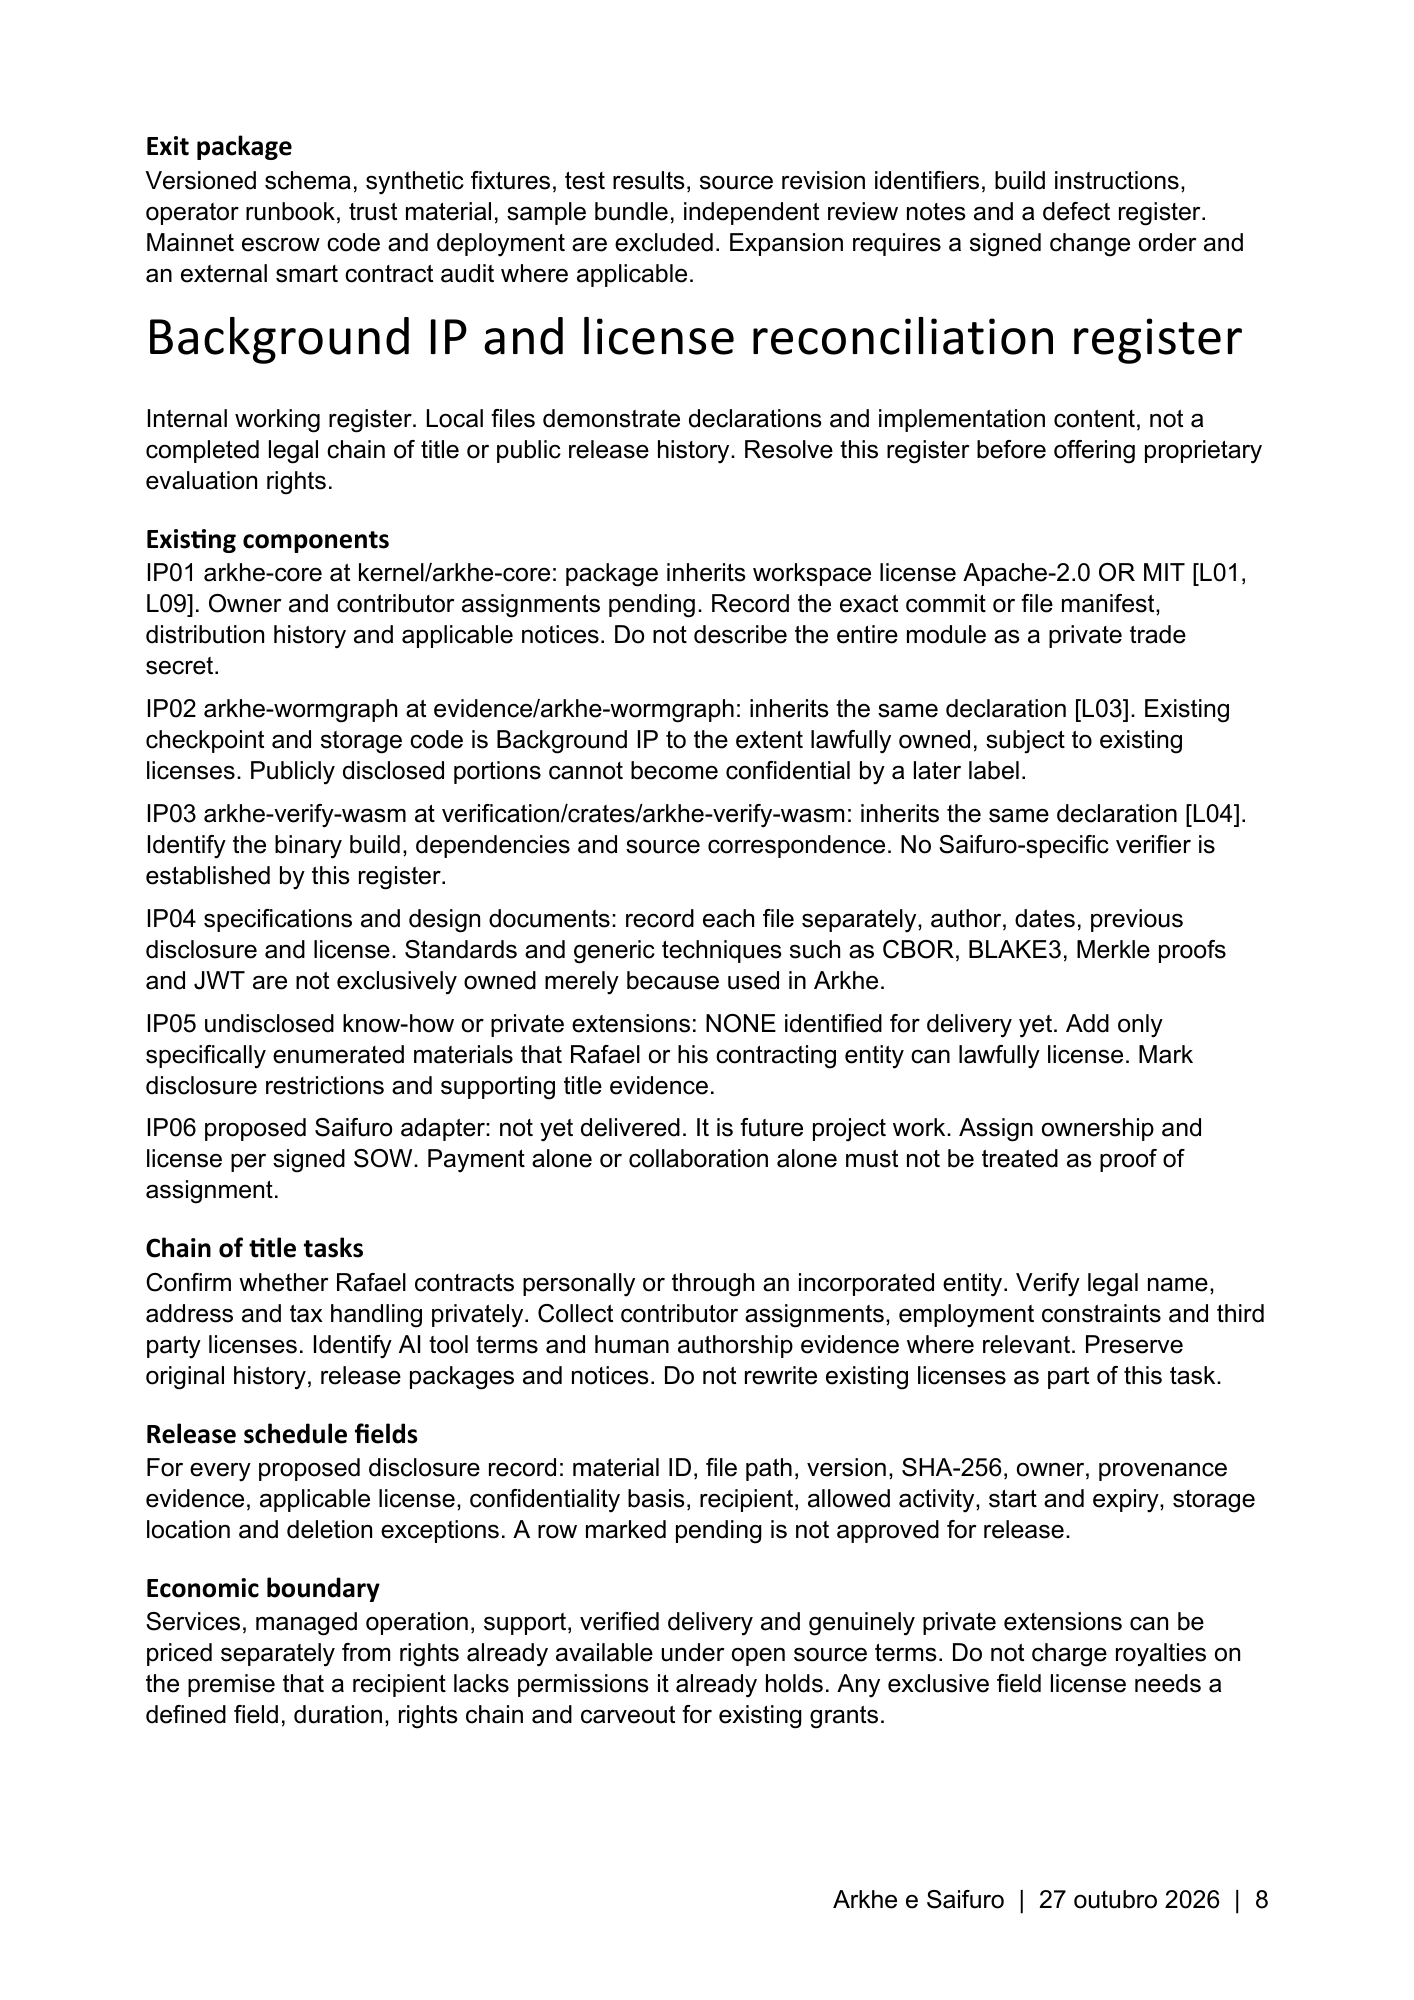 Exit package
Versioned schema, synthetic fixtures, test results, source revision identifiers, build instructions,
operator runbook, trust material, sample bundle, independent review notes and a defect register.
Mainnet escrow code and deployment are excluded. Expansion requires a signed change order and
an external smart contract audit where applicable.
Background IP and license reconciliation register
Internal working register. Local files demonstrate declarations and implementation content, not a
completed legal chain of title or public release history. Resolve this register before offering proprietary
evaluation rights.
Existing components
IP01 arkhe-core at kernel/arkhe-core: package inherits workspace license Apache-2.0 OR MIT [L01,
L09]. Owner and contributor assignments pending. Record the exact commit or file manifest,
distribution history and applicable notices. Do not describe the entire module as a private trade
secret.
IP02 arkhe-wormgraph at evidence/arkhe-wormgraph: inherits the same declaration [L03]. Existing
checkpoint and storage code is Background IP to the extent lawfully owned, subject to existing
licenses. Publicly disclosed portions cannot become confidential by a later label.
IP03 arkhe-verify-wasm at verification/crates/arkhe-verify-wasm: inherits the same declaration [L04].
Identify the binary build, dependencies and source correspondence. No Saifuro-specific verifier is
established by this register.
IP04 specifications and design documents: record each file separately, author, dates, previous
disclosure and license. Standards and generic techniques such as CBOR, BLAKE3, Merkle proofs
and JWT are not exclusively owned merely because used in Arkhe.
IP05 undisclosed know-how or private extensions: NONE identified for delivery yet. Add only
specifically enumerated materials that Rafael or his contracting entity can lawfully license. Mark
disclosure restrictions and supporting title evidence.
IP06 proposed Saifuro adapter: not yet delivered. It is future project work. Assign ownership and
license per signed SOW. Payment alone or collaboration alone must not be treated as proof of
assignment.
Chain of title tasks
Confirm whether Rafael contracts personally or through an incorporated entity. Verify legal name,
address and tax handling privately. Collect contributor assignments, employment constraints and third
party licenses. Identify AI tool terms and human authorship evidence where relevant. Preserve
original history, release packages and notices. Do not rewrite existing licenses as part of this task.
Release schedule fields
For every proposed disclosure record: material ID, file path, version, SHA-256, owner, provenance
evidence, applicable license, confidentiality basis, recipient, allowed activity, start and expiry, storage
location and deletion exceptions. A row marked pending is not approved for release.
Economic boundary
Services, managed operation, support, verified delivery and genuinely private extensions can be
priced separately from rights already available under open source terms. Do not charge royalties on
the premise that a recipient lacks permissions it already holds. Any exclusive field license needs a
defined field, duration, rights chain and carveout for existing grants.
Arkhe e Saifuro | 27 outubro 2026 | 8